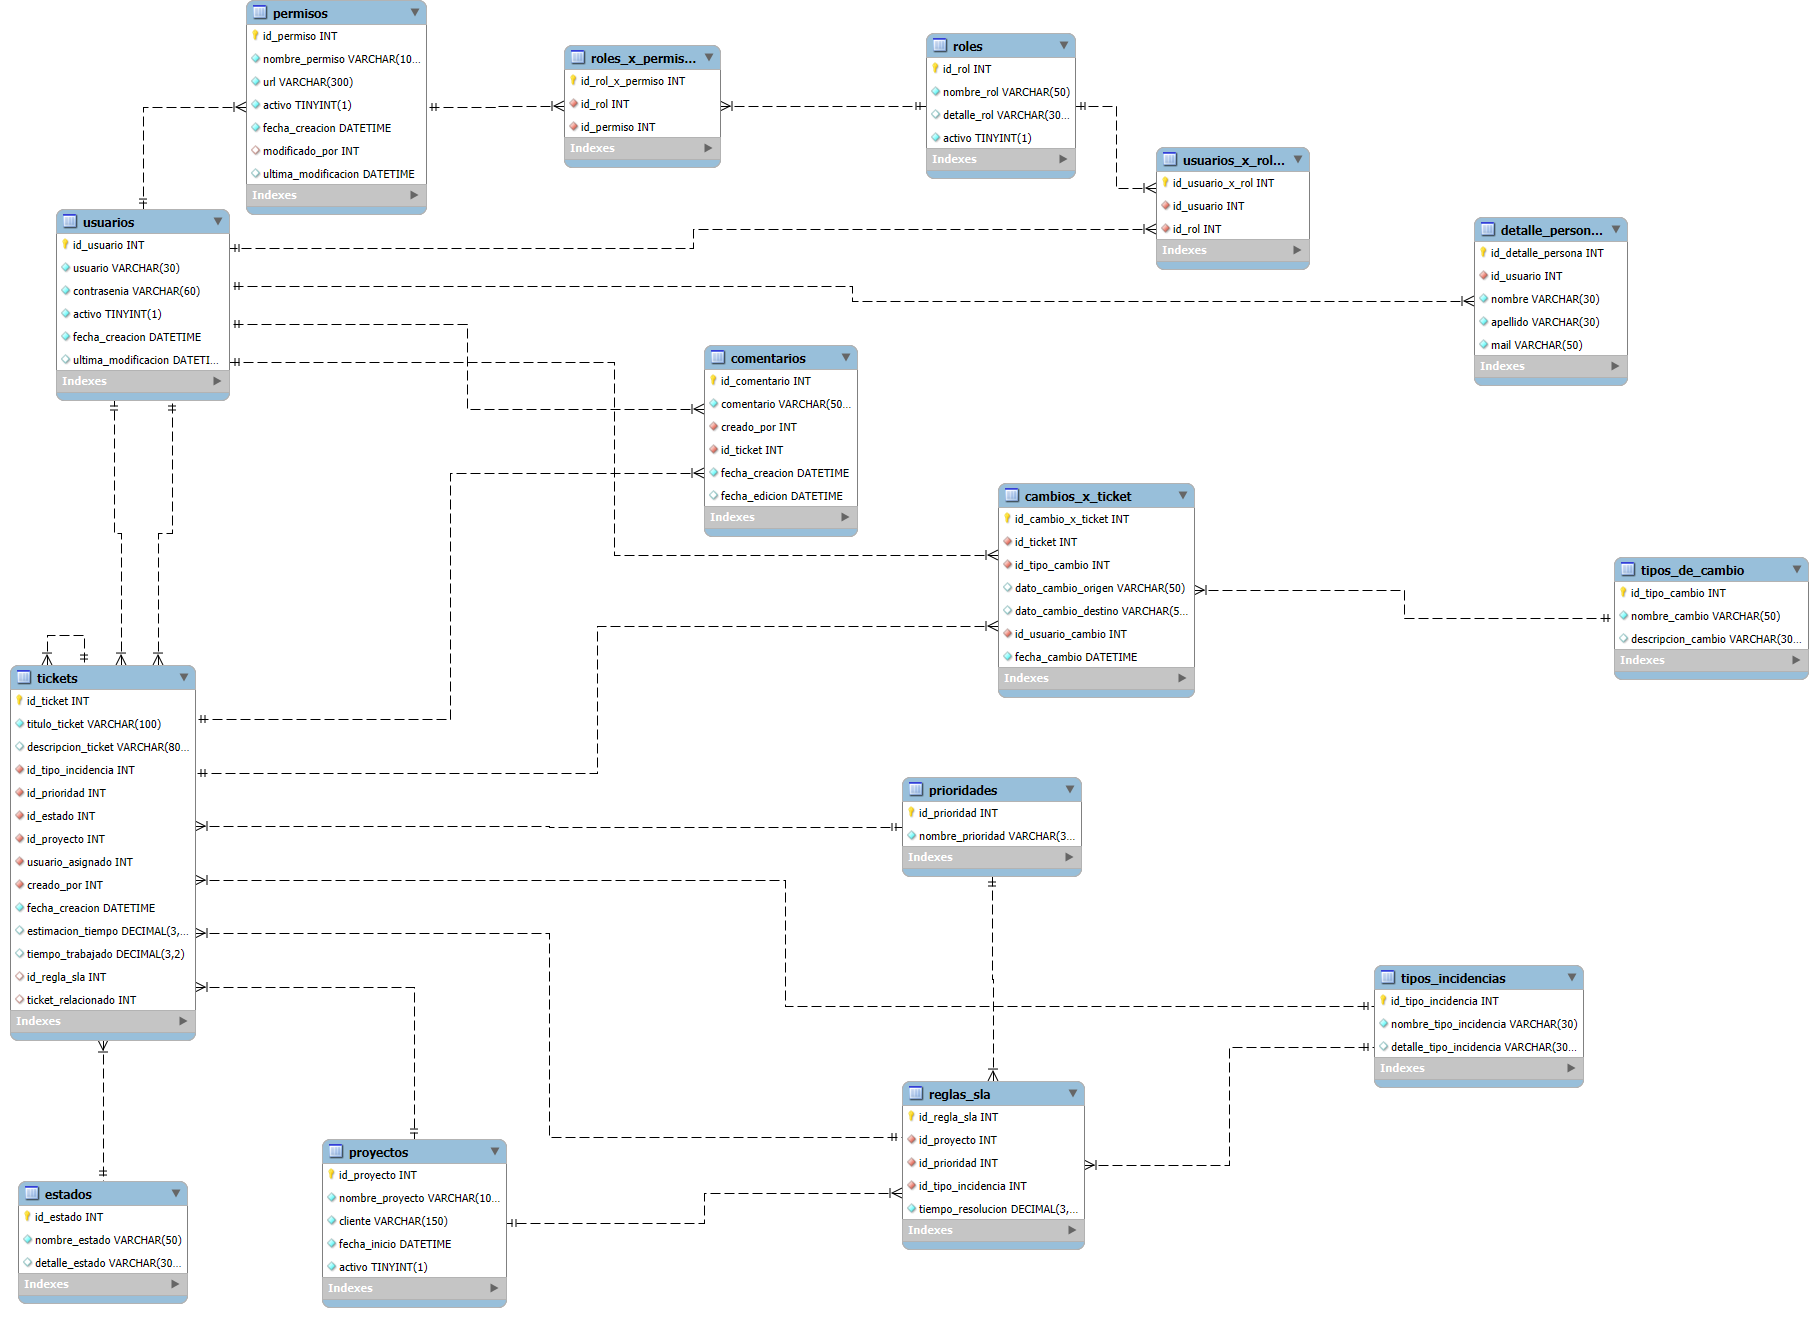 permisos
id_permiso INT
nombre_permiso VARCHAR(10...
url VARCHAR(300)
activo TINYINT(1)
fecha_creacion DATETIME
modificado_por INT
ultima_modificacion DATETIME
Indexes
roles_x_permis...
id_rol_x_permiso INT
id_rol INT
id_permiso INT
Indexes
roles
id_rol INT
nombre_rol VARCHAR(50)
detalle_rol VARCHAR(30...
activo TINYINT(1)
Indexes
usuarios_x_rol...
id_usuario_x_rol INT
id_usuario INT
id_rol INT
Indexes
usuarios
id_usuario INT
usuario VARCHAR(30)
contrasenia VARCHAR(60)
activo TINYINT(1)
fecha_creacion DATETIME
ultima_modificacion DATETI...
Indexes
detalle_person...
id_detalle_persona INT
id_usuario INT
nombre VARCHAR(30)
apellido VARCHAR(30)
mail VARCHAR(50)
Indexes
comentarios
id_comentario INT
comentario VARCHAR(50...
creado_por INT
id_ticket INT
fecha_creacion DATETIME
fecha_edicion DATETIME
Indexes
cambios_x_ticket
id_cambio_x_ticket INT
id_ticket INT
id_tipo_cambio INT
dato_cambio_origen VARCHAR(50)
dato_cambio_destino VARCHAR(5...
id_usuario_cambio INT
fecha_cambio DATETIME
Indexes
tipos_de_cambio
id_tipo_cambio INT
nombre_cambio VARCHAR(50)
descripcion_cambio VARCHAR(30...
Indexes
tickets
id_ticket INT
titulo_ticket VARCHAR(100)
descripcion_ticket VARCHAR(80...
id_tipo_incidencia INT
id_prioridad INT
id_estado INT
id_proyecto INT
usuario_asignado INT
creado_por INT
fecha_creacion DATETIME
estimacion_tiempo DECIMAL(3,...
tiempo_trabajado DECIMAL(3,2)
id_regla_sla INT
ticket_relacionado INT
Indexes
prioridades
id_prioridad INT
nombre_prioridad VARCHAR(3...
Indexes
tipos_incidencias
id_tipo_incidencia INT
nombre_tipo_incidencia VARCHAR(30)
detalle_tipo_incidencia VARCHAR(30...
Indexes
reglas_sla
id_regla_sla INT
id_proyecto INT
id_prioridad INT
id_tipo_incidencia INT
tiempo_resolucion DECIMAL(3,...
Indexes
proyectos
id_proyecto INT
nombre_proyecto VARCHAR(10...
cliente VARCHAR(150)
fecha_inicio DATETIME
activo TINYINT(1)
Indexes
estados
id_estado INT
nombre_estado VARCHAR(50)
detalle_estado VARCHAR(30...
Indexes